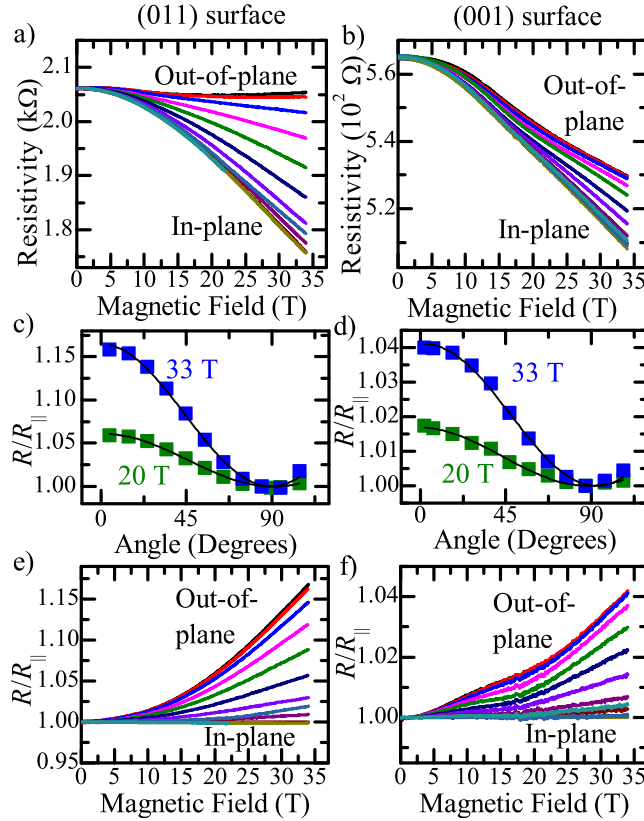 (011) surface
(001) surface
a)
Resistivity (kΩ)
2.1
2.0
1.9
1.8
Out-of-plane
In-plane
0 5 10 15 20 25 30 35
Magnetic Field (T)
b)
Resistivity (10² Ω)
5.6
5.4
5.2
Out-of-
plane
In-plane
0 5 10 15 20 25 30 35
Magnetic Field (T)
c)
R/R||
1.15
1.10
1.05
1.00
33 T
20 T
0 45 90
Angle (Degrees)
d)
R/R||
1.04
1.03
1.02
1.01
1.00
33 T
20 T
0 45 90
Angle (Degrees)
e)
R/R||
1.15
1.10
1.05
1.00
0.95
Out-of-
plane
In-plane
0 5 10 15 20 25 30 35
Magnetic Field (T)
f)
R/R||
1.04
1.02
1.00
Out-of-
plane
In-plane
0 5 10 15 20 25 30 35
Magnetic Field (T)